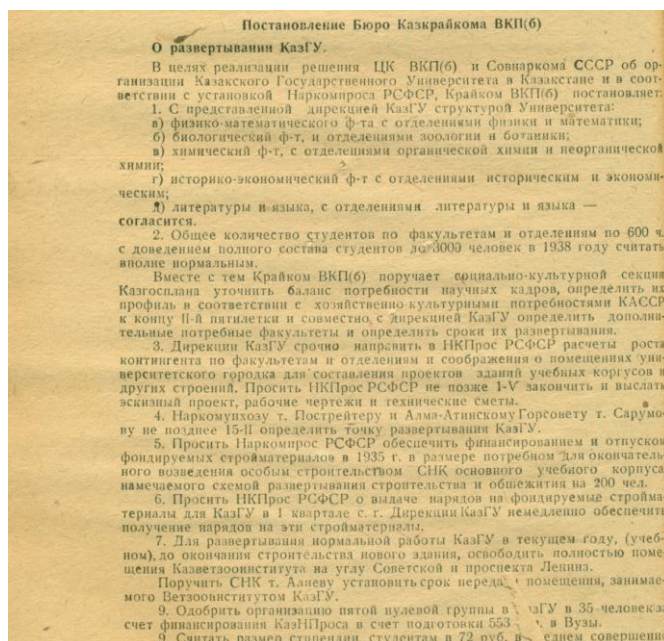 Постановление Бюро Казкрайкома ВКП(б)
О развертывании КазГУ.
В целях реализации решения ЦК ВКП(б) и Совнаркома СССР об ор-
ганизации Казакского Государственного Университета в Казакстане и в соот-
ветствии с установкой Наркомпроса РСФСР, Крайком ВКП(б) постановляет:
1. С представленной дирекцией КазГУ структурой Университета:
а) физико-математического ф-та с отделениями физики и математики;
б) биологический ф-т, и отделениями зоологии и ботаники;
в) химический ф-т, с отделениями органической химии и неорганической
химии;
г) историко-экономический ф-т с отделениями историческим и экономи-
ческим;
д) литературы и языка, с отделениями литературы и языка —
согласится.
2. Общее количество студентов по факультетам и отделениям по 600 ч.
с доведением полного состава студентов до 3000 человек в 1938 году считать
вполне нормальным.
Вместе с тем Крайком ВКП(б) поручает социально-культурной секции
Казгосплана уточнить баланс потребности научных кадров, определить их
профиль в соответствии с хозяйственно-культурными потребностями КАССР
к концу II-й пятилетки и совместно, с дирекцией КазГУ определить дополни-
тельные потребные факультеты и определить сроки их развертывания.
3. Дирекции КазГУ срочно направить в НКПрос РСФСР расчеты роста
контингента по факультетам и отделениям и соображения о помещениях уни-
верситетского городка для составления проектов зданий учебных корпусов и
других строений. Просить НКПрос РСФСР не позже 1-V закончить и выслать
эскизный проект, рабочие чертежи и технические сметы.
4. Наркомунхозу т. Пострейтеру и Алма-Атинскому Горсовету т. Сарумо-
ву не позднее 15-II определить точку развертывания КазГУ.
5. Просить Наркомпрос РСФСР обеспечить финансированием и отпуском
фондируемых стройматериалов в 1935 г. в размере потребном для окончатель-
ного возведения особым строительством СНК основного учебного корпуса
намечаемого схемой развертывания строительства и общежития на 200 чел.
6. Просить НКПрос РСФСР о выдаче нарядов на фондируемые стройма-
териалы для КазГУ в 1 квартале с. г. Дирекции КазГУ немедленно обеспечить
получение нарядов на эти стройматериалы.
7. Для развертывания нормальной работы КазГУ в текущем году, (учеб-
ном), до окончания строительства нового здания, освободить полностью поме-
щения Казветзооинститута на углу Советской и проспекта Ленина.
Поручить СНК т. Алиеву установить срок помещения, занимае-
мого Ветзооинститутом КазГУ.
9. Одобрить организацию пятой нулевой группы в 35 человек за
счет финансирования КазНПроса в счет подготовки 553 в Вузы.
9. Считать размер стипендии студентам в 72 руб. в